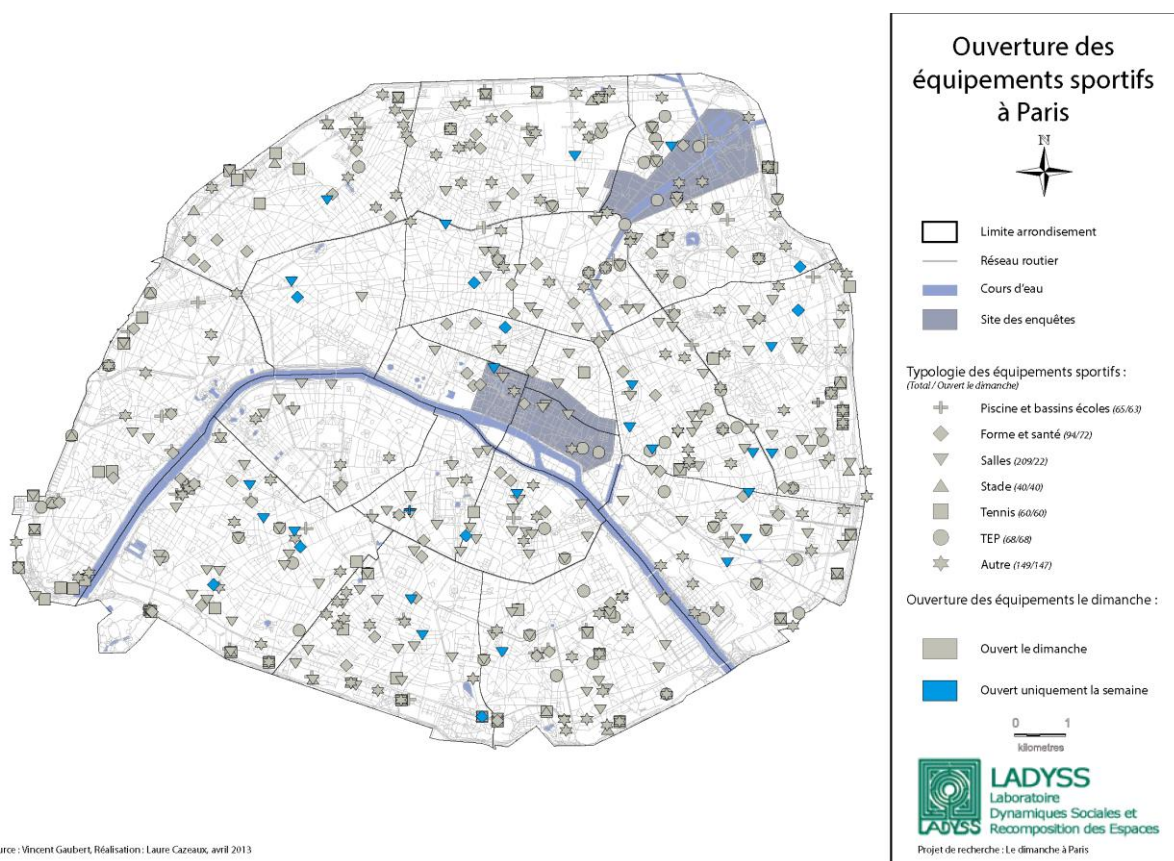 Ouverture des
équipements sportifs
à Paris
N
Limite arrondisement
Réseau routier
Cours d'eau
Site des enquêtes
Typologie des équipements sportifs :
(Total / Ouvert le dimanche)
Piscine et bassins écoles (65/63)
Forme et santé (94/72)
Salles (209/22)
Stade (40/40)
Tennis (60/60)
TEP (68/68)
Autre (149/147)
Ouverture des équipements le dimanche :
Ouvert le dimanche
Ouvert uniquement la semaine
0 1
kilometres
LADYSS
LADYSS
Laboratoire
Dynamiques Sociales et
Recomposition des Espaces
Projet de recherche : Le dimanche à Paris
urce : Vincent Gaubert, Réalisation : Laure Cazeaux, avril 2013